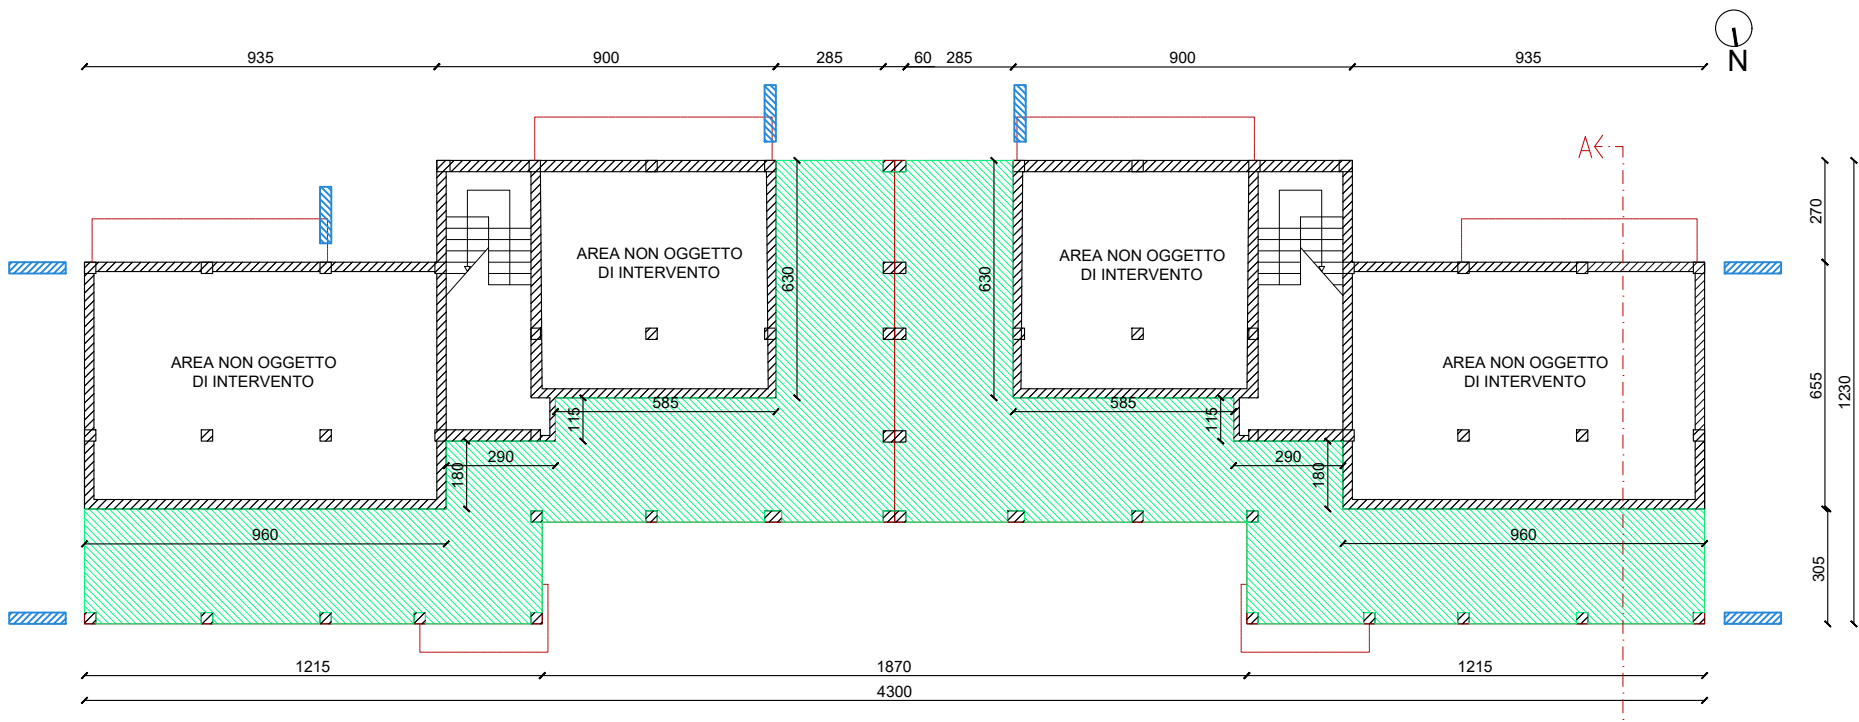 935
900
285
60
285
900
935
N
A
270
655
1230
305
AREA NON OGGETTO
DI INTERVENTO
AREA NON OGGETTO
DI INTERVENTO
630
630
AREA NON OGGETTO
DI INTERVENTO
AREA NON OGGETTO
DI INTERVENTO
585
115
585
115
290
180
290
180
960
960
1215
1870
1215
4300